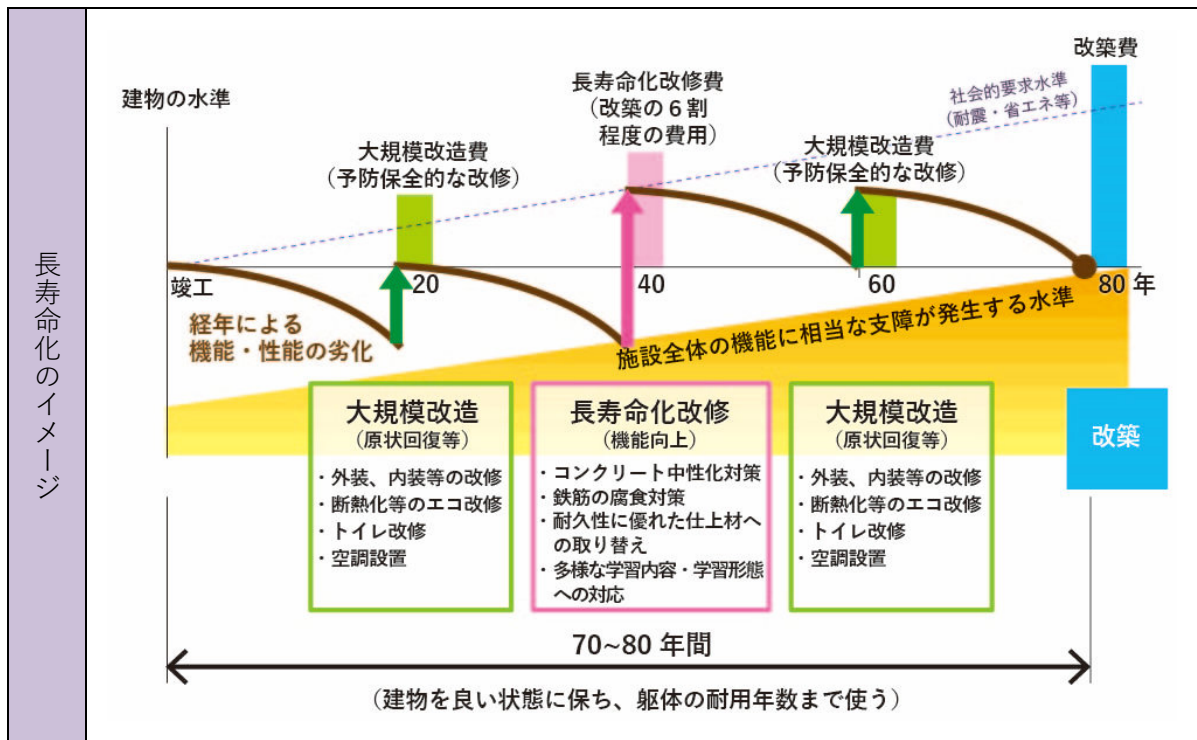 長寿命化のイメージ
建物の水準
改築費
長寿命化改修費
（改築の6割
程度の費用）
社会的要求水準
（耐震・省エネ等）
大規模改造費
（予防保全的な改修）
大規模改造費
（予防保全的な改修）
竣工
20
40
60
80 年
経年による
機能・性能の劣化
施設全体の機能に相当な支障が発生する水準
大規模改造
（原状回復等）
・外装、内装等の改修
・断熱化等のエコ改修
・トイレ改修
・空調設置
長寿命化改修
（機能向上）
・コンクリート中性化対策
・鉄筋の腐食対策
・耐久性に優れた仕上材へ
の取り替え
・多様な学習内容・学習形態
への対応
大規模改造
（原状回復等）
・外装、内装等の改修
・断熱化等のエコ改修
・トイレ改修
・空調設置
改築
70~80 年間
（建物を良い状態に保ち、躯体の耐用年数まで使う）